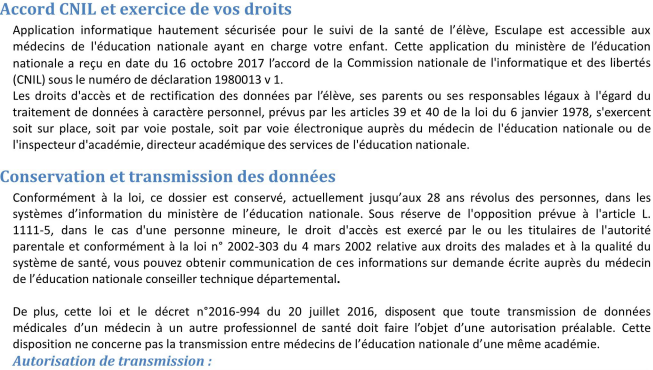 Accord CNIL et exercice de vos droits
Application informatique hautement sécurisée pour le suivi de la santé de l’élève, Esculape est accessible aux
médecins de l'éducation nationale ayant en charge votre enfant. Cette application du ministère de l’éducation
nationale a reçu en date du 16 octobre 2017 l’accord de la Commission nationale de l'informatique et des libertés
(CNIL) sous le numéro de déclaration 1980013 v 1.
Les droits d'accès et de rectification des données par l’élève, ses parents ou ses responsables légaux à l'égard du
traitement de données à caractère personnel, prévus par les articles 39 et 40 de la loi du 6 janvier 1978, s'exercent
soit sur place, soit par voie postale, soit par voie électronique auprès du médecin de l'éducation nationale ou de
l'inspecteur d'académie, directeur académique des services de l'éducation nationale.
Conservation et transmission des données
Conformément à la loi, ce dossier est conservé, actuellement jusqu’aux 28 ans révolus des personnes, dans les
systèmes d’information du ministère de l’éducation nationale. Sous réserve de l'opposition prévue à l'article L.
1111-5, dans le cas d'une personne mineure, le droit d'accès est exercé par le ou les titulaires de l'autorité
parentale et conformément à la loi n° 2002-303 du 4 mars 2002 relative aux droits des malades et à la qualité du
système de santé, vous pouvez obtenir communication de ces informations sur demande écrite auprès du médecin
de l’éducation nationale conseiller technique départemental.
De plus, cette loi et le décret n°2016-994 du 20 juillet 2016, disposent que toute transmission de données
médicales d’un médecin à un autre professionnel de santé doit faire l’objet d’une autorisation préalable. Cette
disposition ne concerne pas la transmission entre médecins de l’éducation nationale d’une même académie.
Autorisation de transmission :